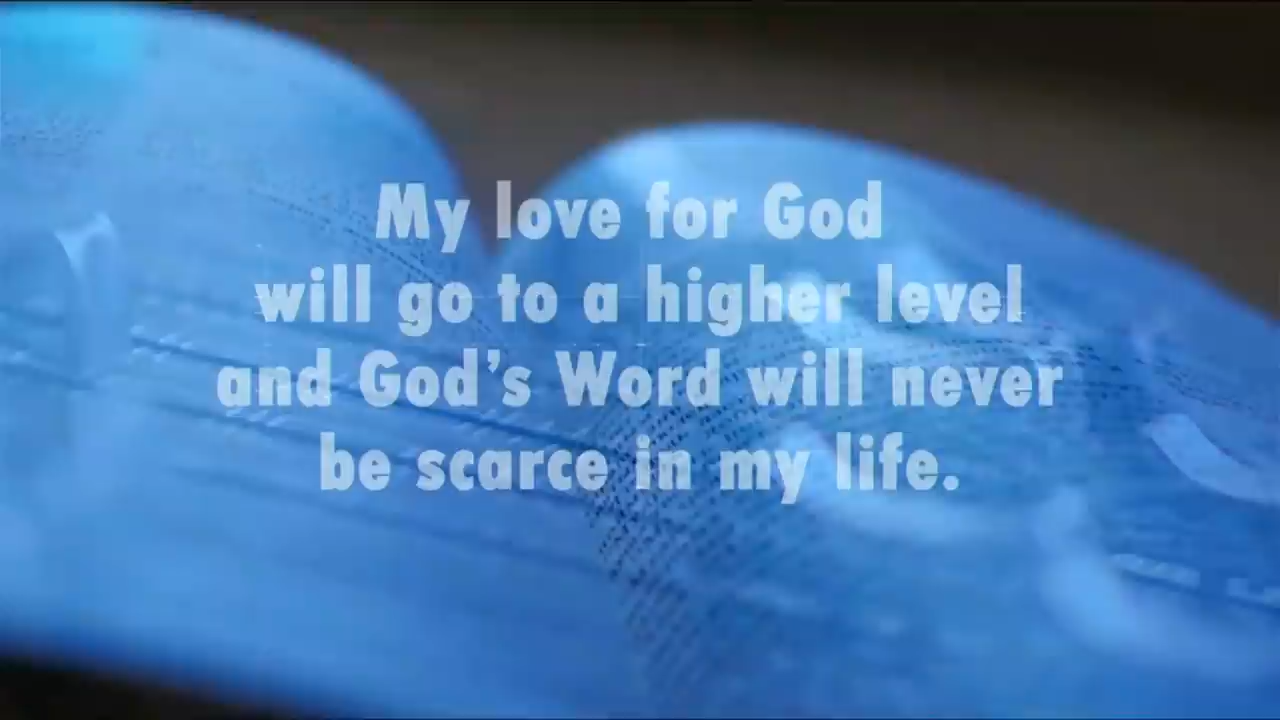 My love for God
will go to a higher level
and God's Word will never
be scarce in my life.